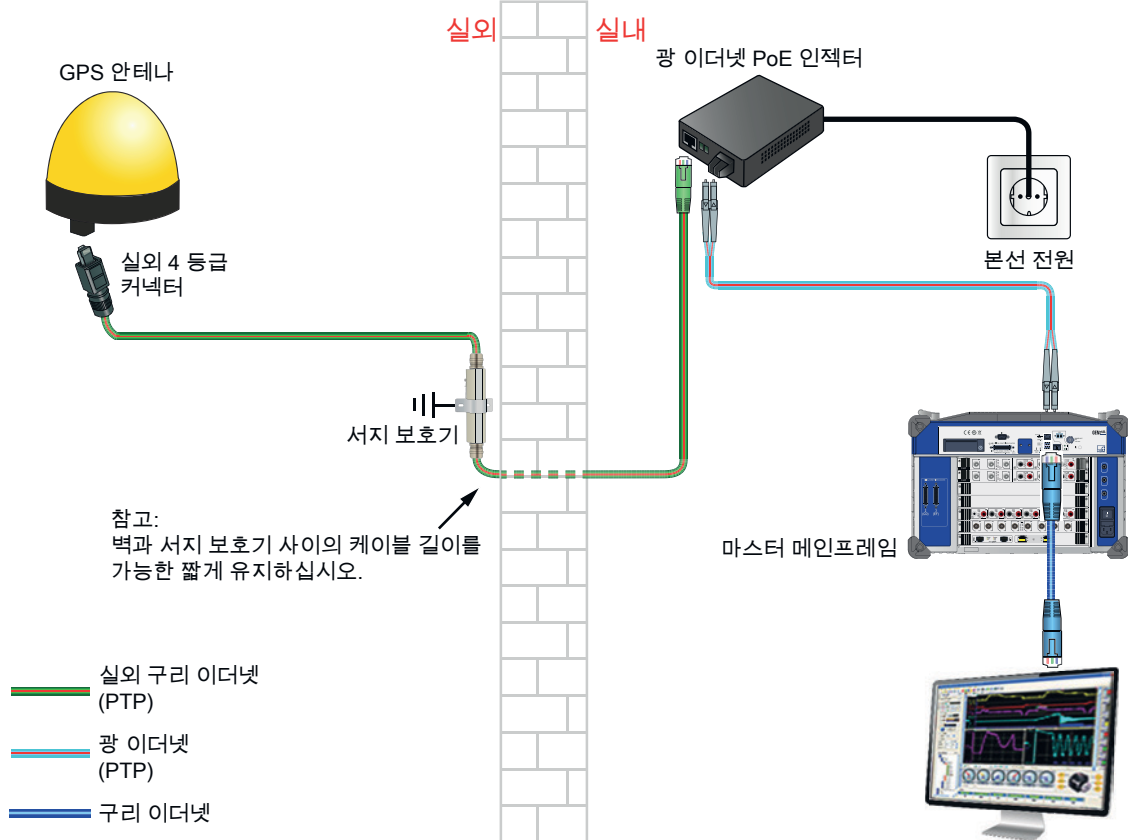 실외
실내
광 이더넷 PoE 인젝터
GPS 안테나
실외 4 등급
커넥터
본선 전원
서지 보호기
참고:
벽과 서지 보호기 사이의 케이블 길이를
가능한 짧게 유지하십시오.
마스터 메인프레임
실외 구리 이더넷
(PTP)
광 이더넷
(PTP)
구리 이더넷